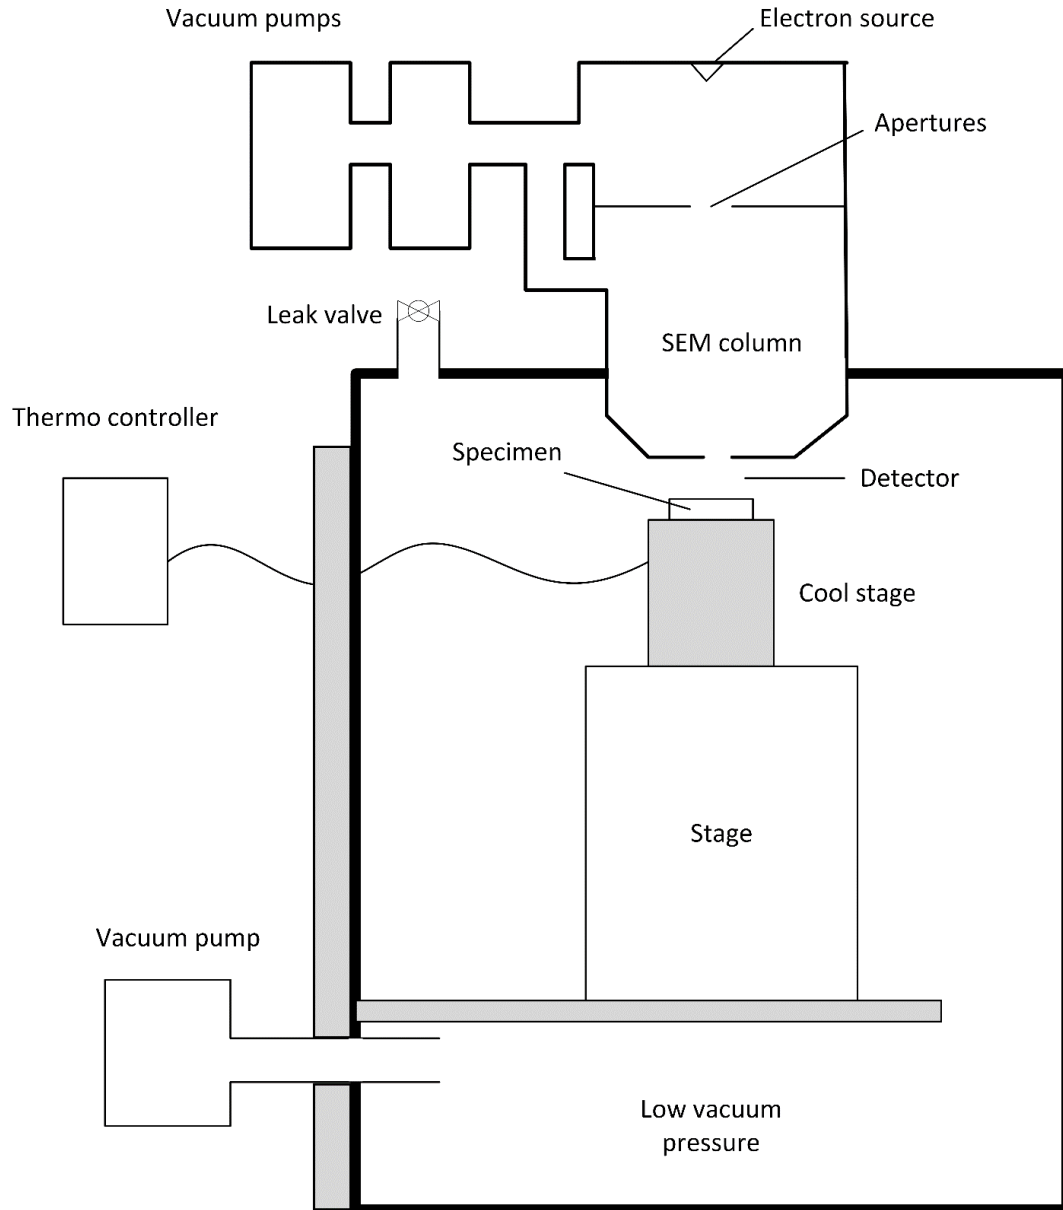 Vacuum pumps
Electron source
Apertures
Leak valve
SEM column
Thermo controller
Specimen
Detector
Cool stage
Stage
Vacuum pump
Low vacuum
pressure